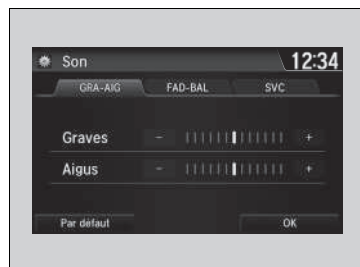 Son 12:34
GRA-AIG FAD-BAL SVC
Graves - +
Aigus - +
Par défaut OK